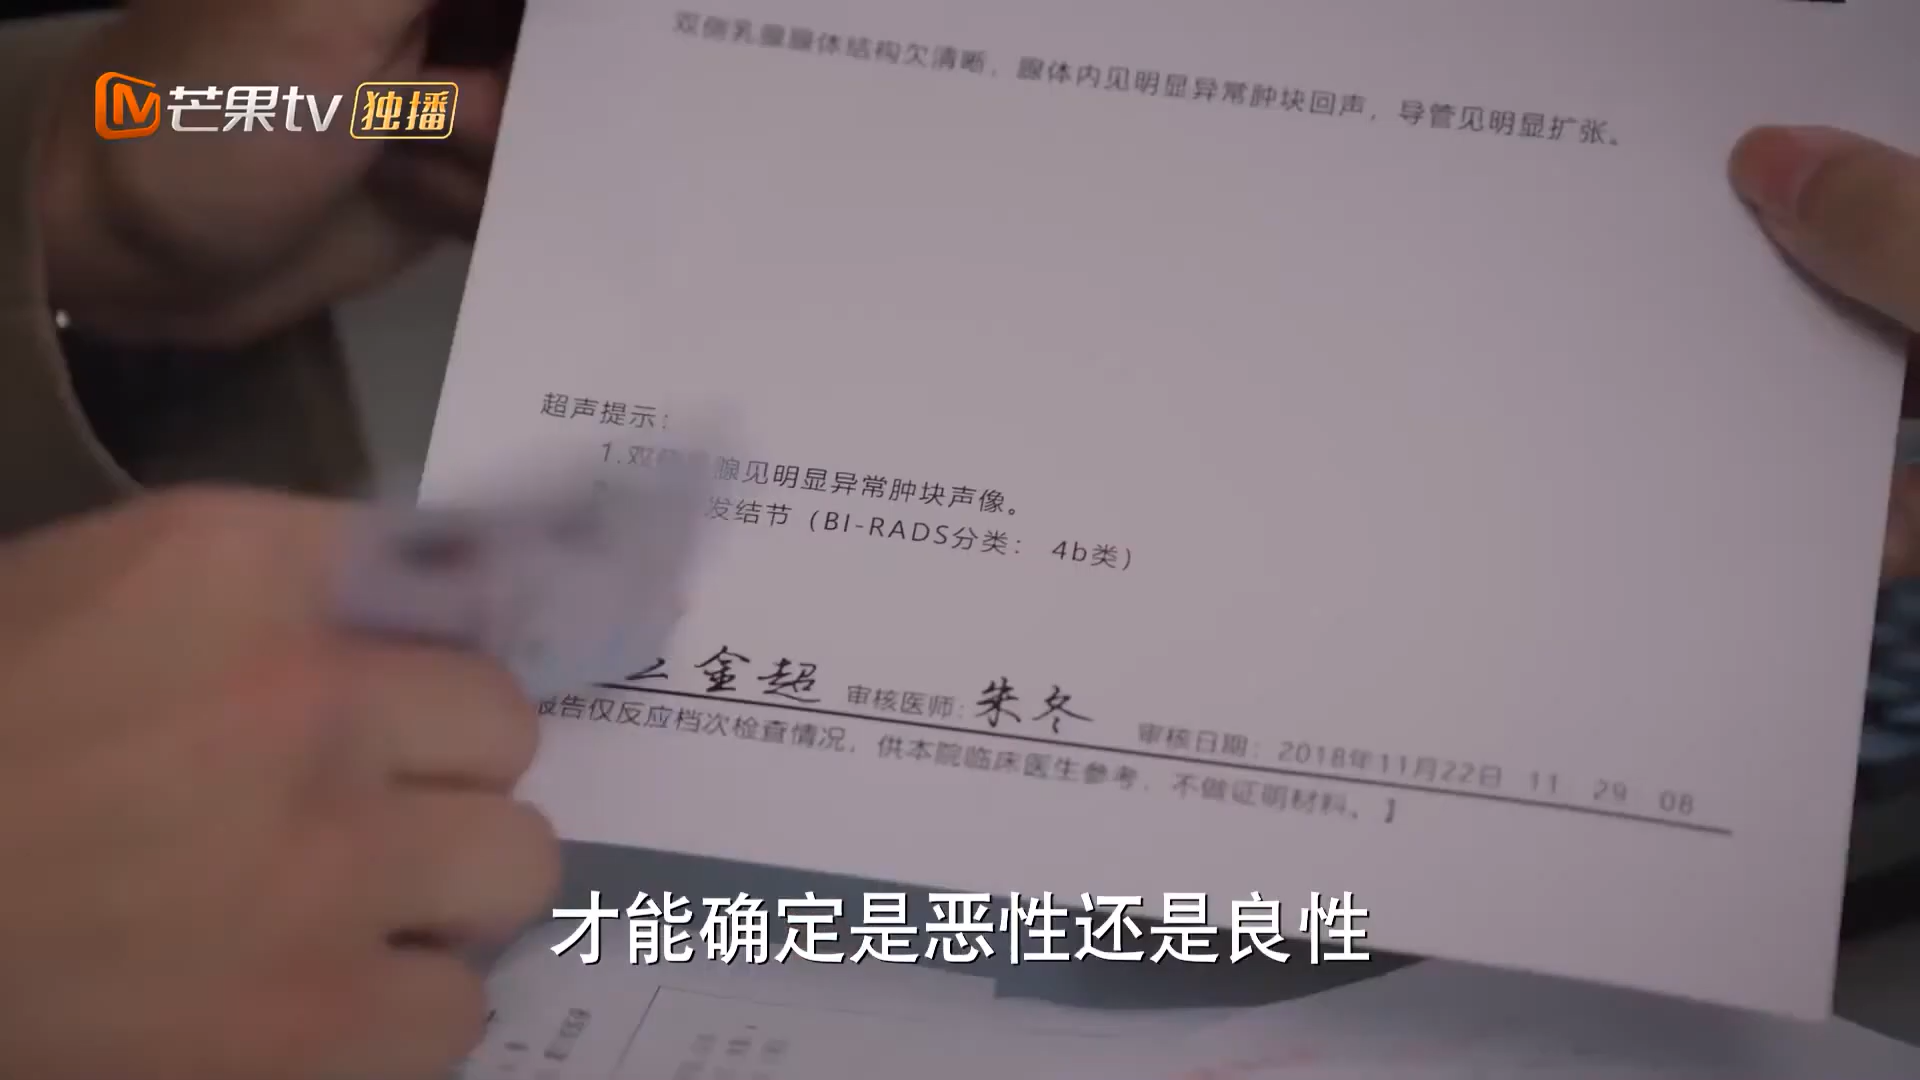 芒果tv 独播
双侧乳腺腺体结构欠清晰，腺体内见明显异常肿块回声，导管见明显扩张。
超声提示：
1.双 腺见明显异常肿块声像。
发结节（BI-RADS分类： 4b类）
金超 审核医师：朱冬 审核日期：2018年11月22日 11：29：08
报告仅反应档次检查情况，供本院临床医生参考，不做证明材料。】
才能确定是恶性还是良性